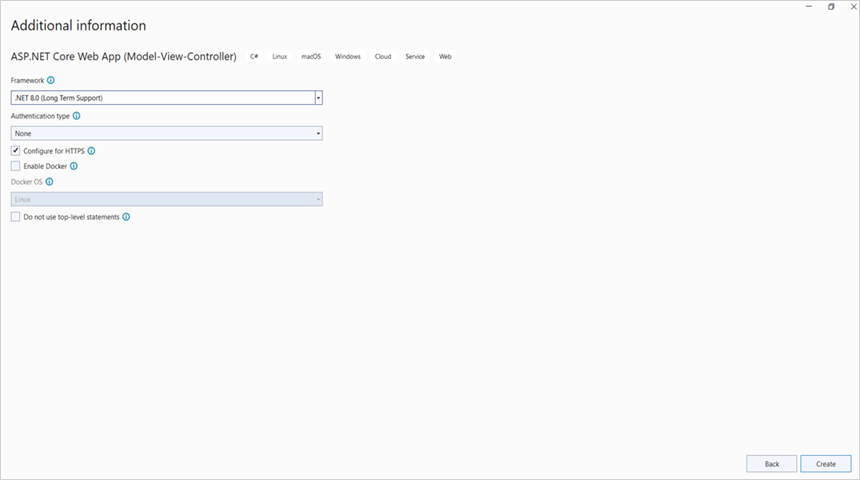 Additional information
ASP.NET Core Web App (Model-View-Controller) C# Linux macOS Windows Cloud Service Web
Framework
.NET 8.0 (Long Term Support)
Authentication type
None
Configure for HTTPS
Enable Docker
Docker OS
Linux
Do not use top-level statements
Back Create